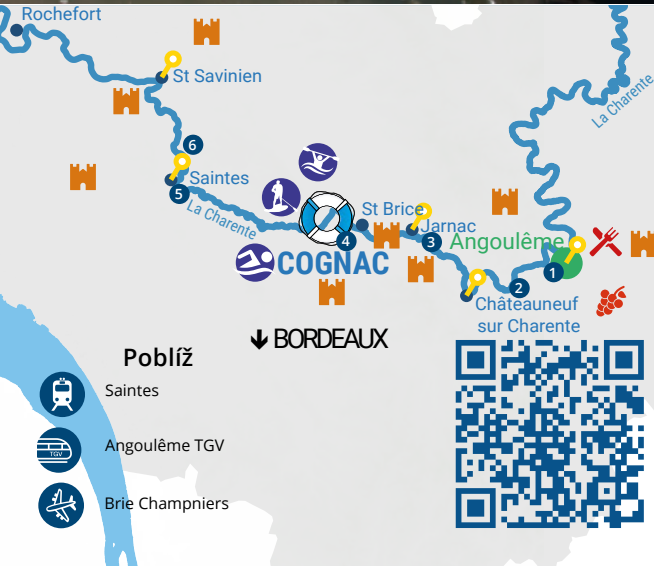 Rochefort
St Savinien
La Charente
6
Saintes
5
La Charente
St Brice
Jarnac
4
3
Angoulême
COGNAC
1
2
Châteauneuf
sur Charente
BORDEAUX
Poblíž
Saintes
TGV
Angoulême TGV
Brie Champniers